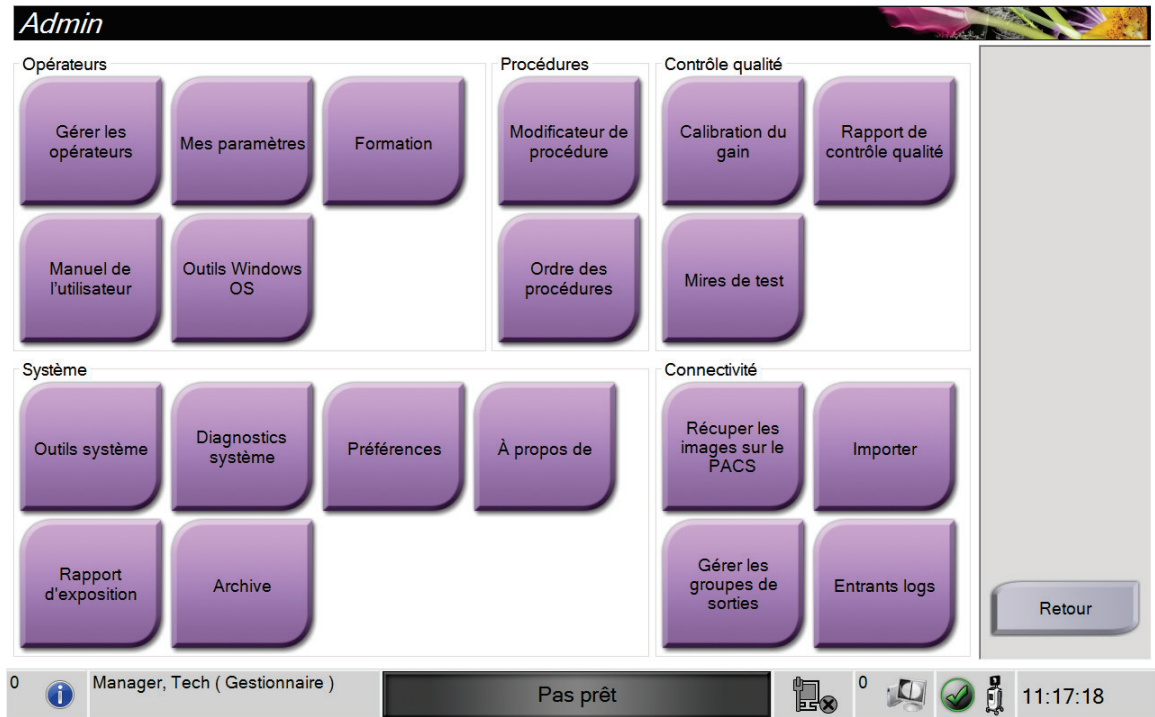 Admin
Opérateurs
Gérer les
opérateurs
Mes paramètres
Formation
Manuel de
l'utilisateur
Outils Windows
OS
Procédures
Modificateur de
procédure
Ordre des
procédures
Contrôle qualité
Calibration du
gain
Rapport de
contrôle qualité
Mires de test
Système
Outils système
Diagnostics
système
Préférences
À propos de
Rapport
d'exposition
Archive
Connectivité
Récuper les
images sur le
PACS
Importer
Gérer les
groupes de
sorties
Entrants logs
Retour
0
Manager, Tech ( Gestionnaire )
Pas prêt
0
11:17:18